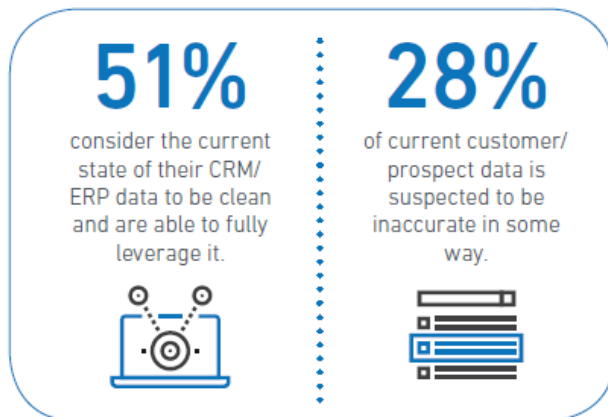 51%
consider the current
state of their CRM/
ERP data to be clean
and are able to fully
leverage it.
28%
of current customer/
prospect data is
suspected to be
inaccurate in some
way.